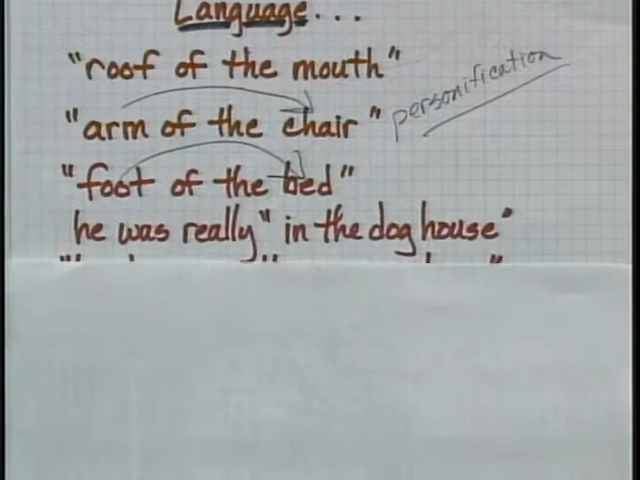 Language...
"roof of the mouth"
"arm of the chair" personification
"foot of the bed"
he was really "in the dog house"